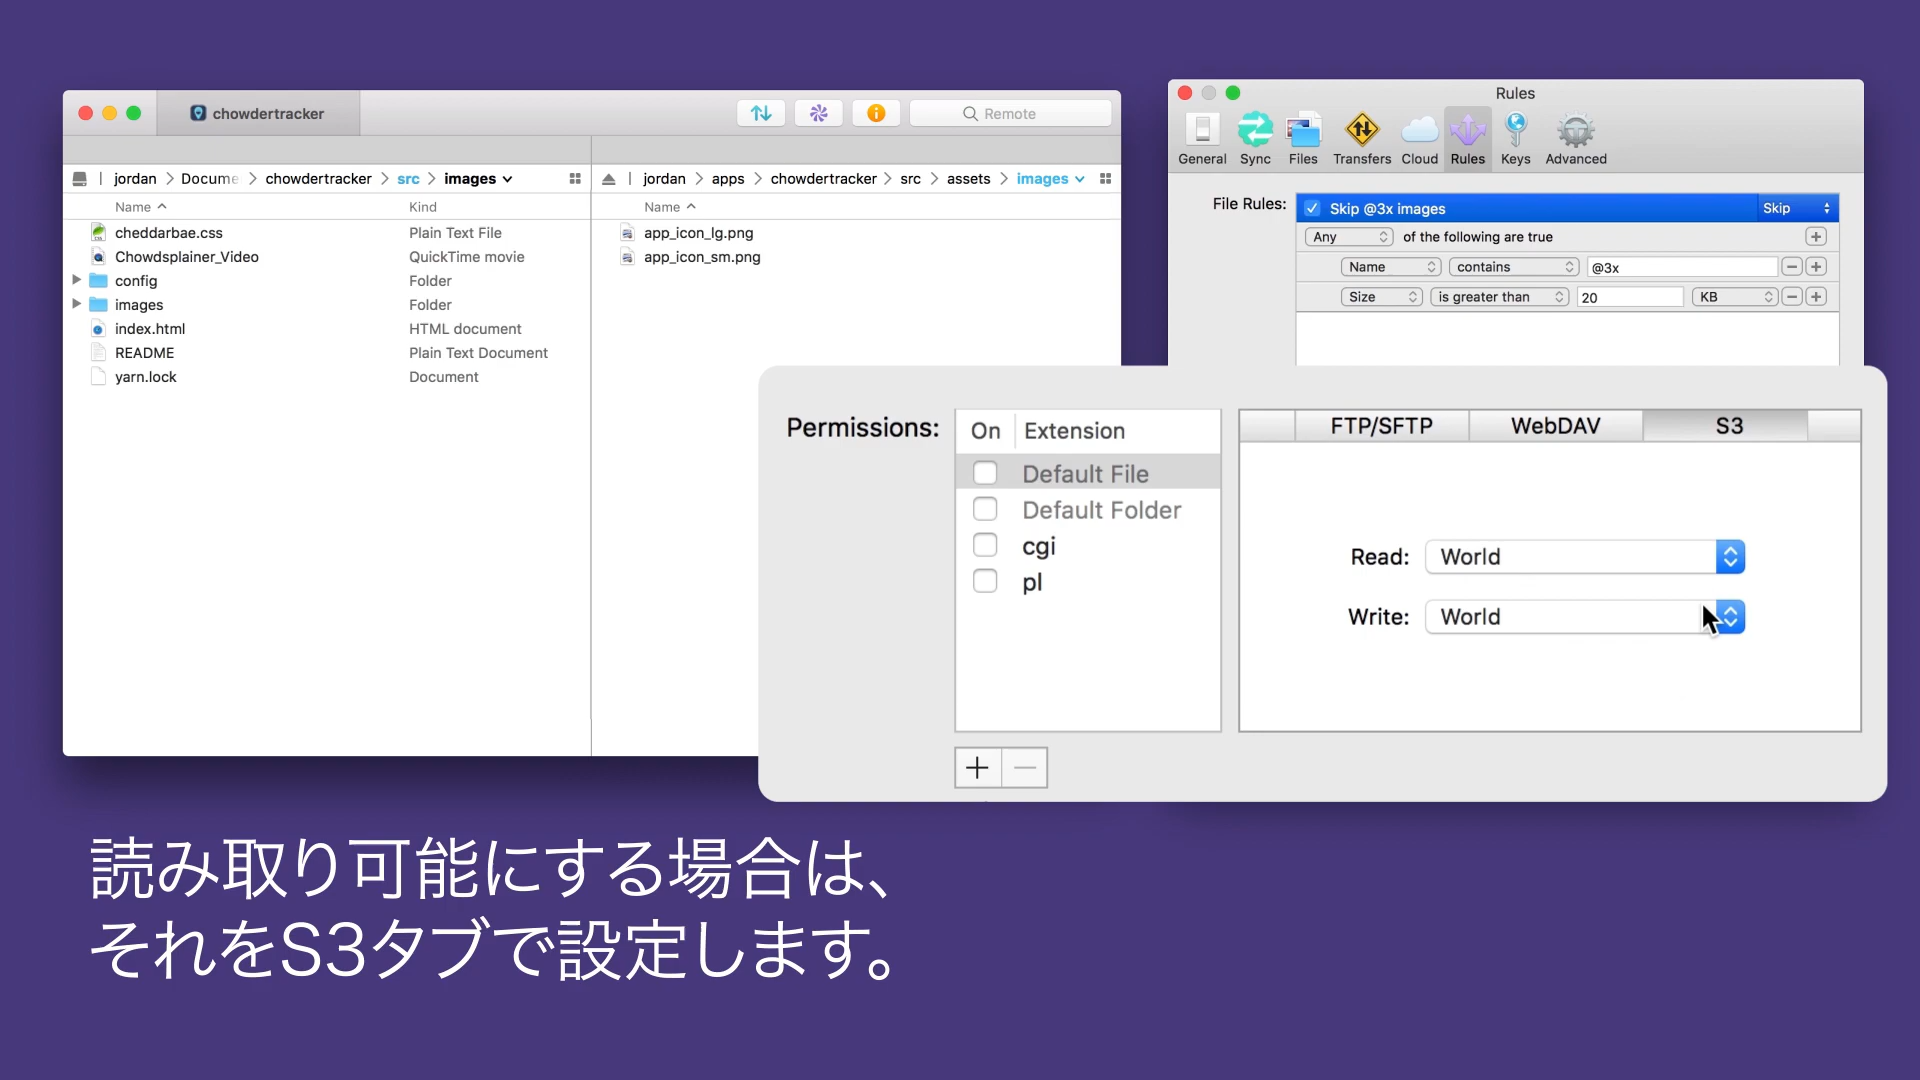 chowdertracker
Remote
jordan Docume chowdertracker src images
Name Kind
cheddarbae.css Plain Text File
Chowdsplainer_Video QuickTime movie
config Folder
images Folder
index.html HTML document
README Plain Text Document
yarn.lock Document
jordan apps chowdertracker src assets images
Name
app_icon_lg.png
app_icon_sm.png
Rules
General Sync Files Transfers Cloud Rules Keys Advanced
File Rules: Skip @3x images Skip
Any of the following are true
Name contains @3x
Size is greater than 20 KB
Permissions:
On Extension
Default File
Default Folder
cgi
pl
FTP/SFTP WebDAV S3
Read: World
Write: World
読み取り可能にする場合は、
それをS3タブで設定します。